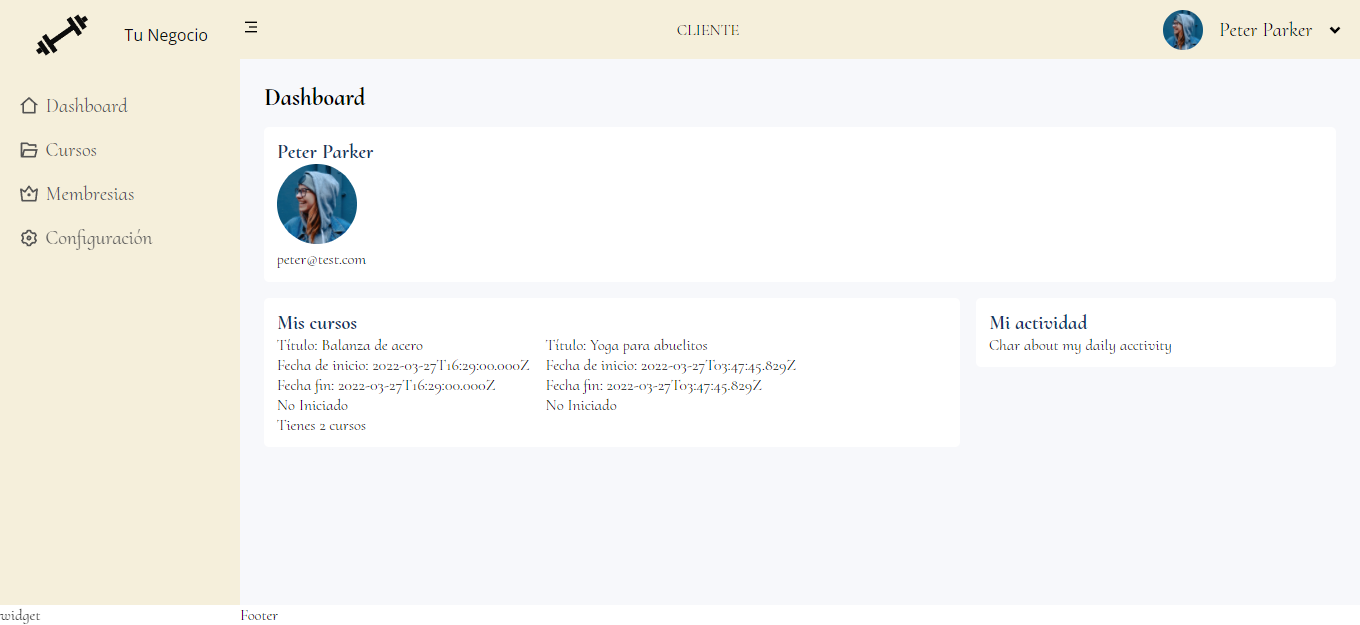 Tu Negocio
CLIENTE
Peter Parker
Dashboard
Cursos
Membresias
Configuración
Dashboard
Peter Parker
peter@test.com
Mis cursos
Título: Balanza de acero
Fecha de inicio: 2022-03-27T16:29:00.000Z
Fecha fin: 2022-03-27T16:29:00.000Z
No Iniciado
Título: Yoga para abuelitos
Fecha de inicio: 2022-03-27T03:47:45.829Z
Fecha fin: 2022-03-27T03:47:45.829Z
No Iniciado
Tienes 2 cursos
Mi actividad
Char about my daily acctivity
widget
Footer